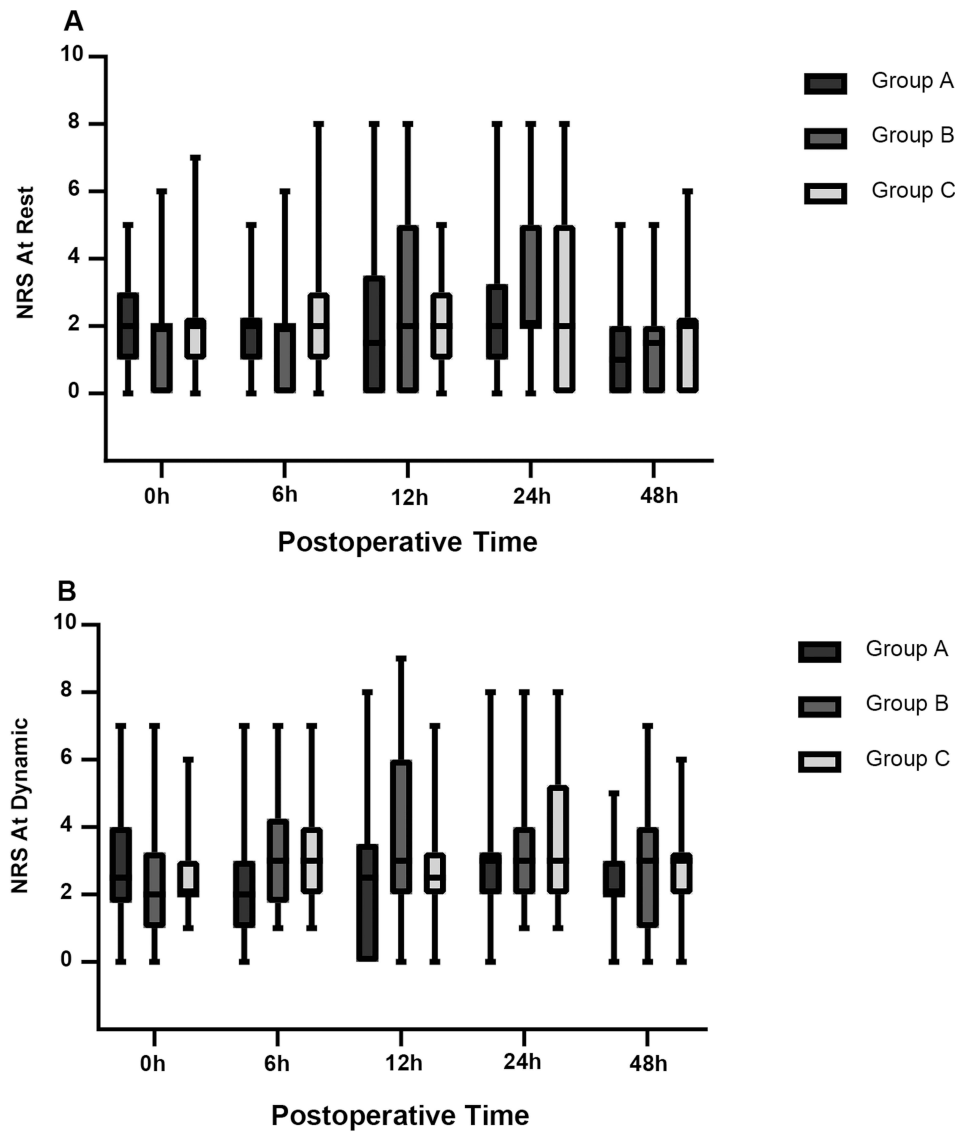 A
10
8
6
4
2
0
NRS At Rest
0h 6h 12h 24h 48h
Postoperative Time
Group A
Group B
Group C
B
10
8
6
4
2
0
NRS At Dynamic
0h 6h 12h 24h 48h
Postoperative Time
Group A
Group B
Group C